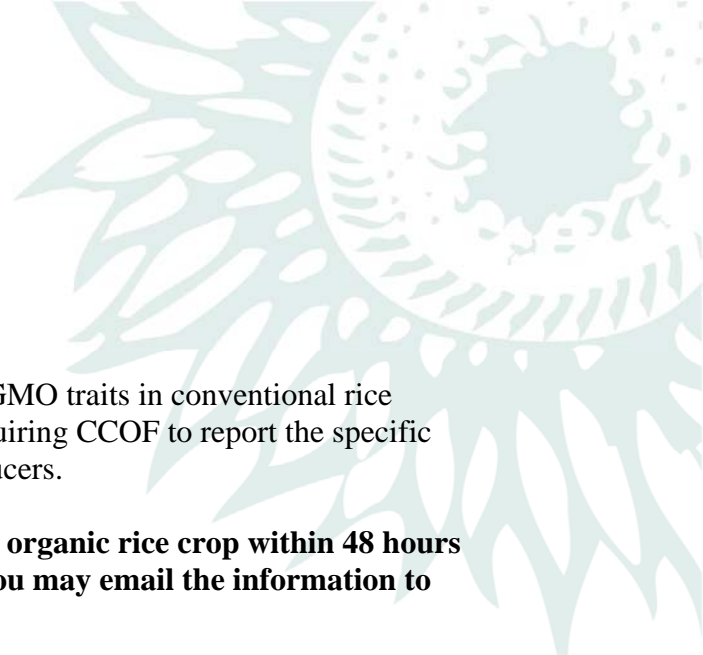 GMO traits in conventional rice
uiring CCOF to report the specific
ucers.
organic rice crop within 48 hours
ou may email the information to